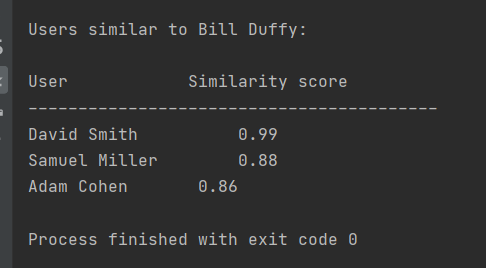 Users similar to Bill Duffy:
User            Similarity score
-----------------------------------------
David Smith          0.99
Samuel Miller        0.88
Adam Cohen       0.86
Process finished with exit code 0